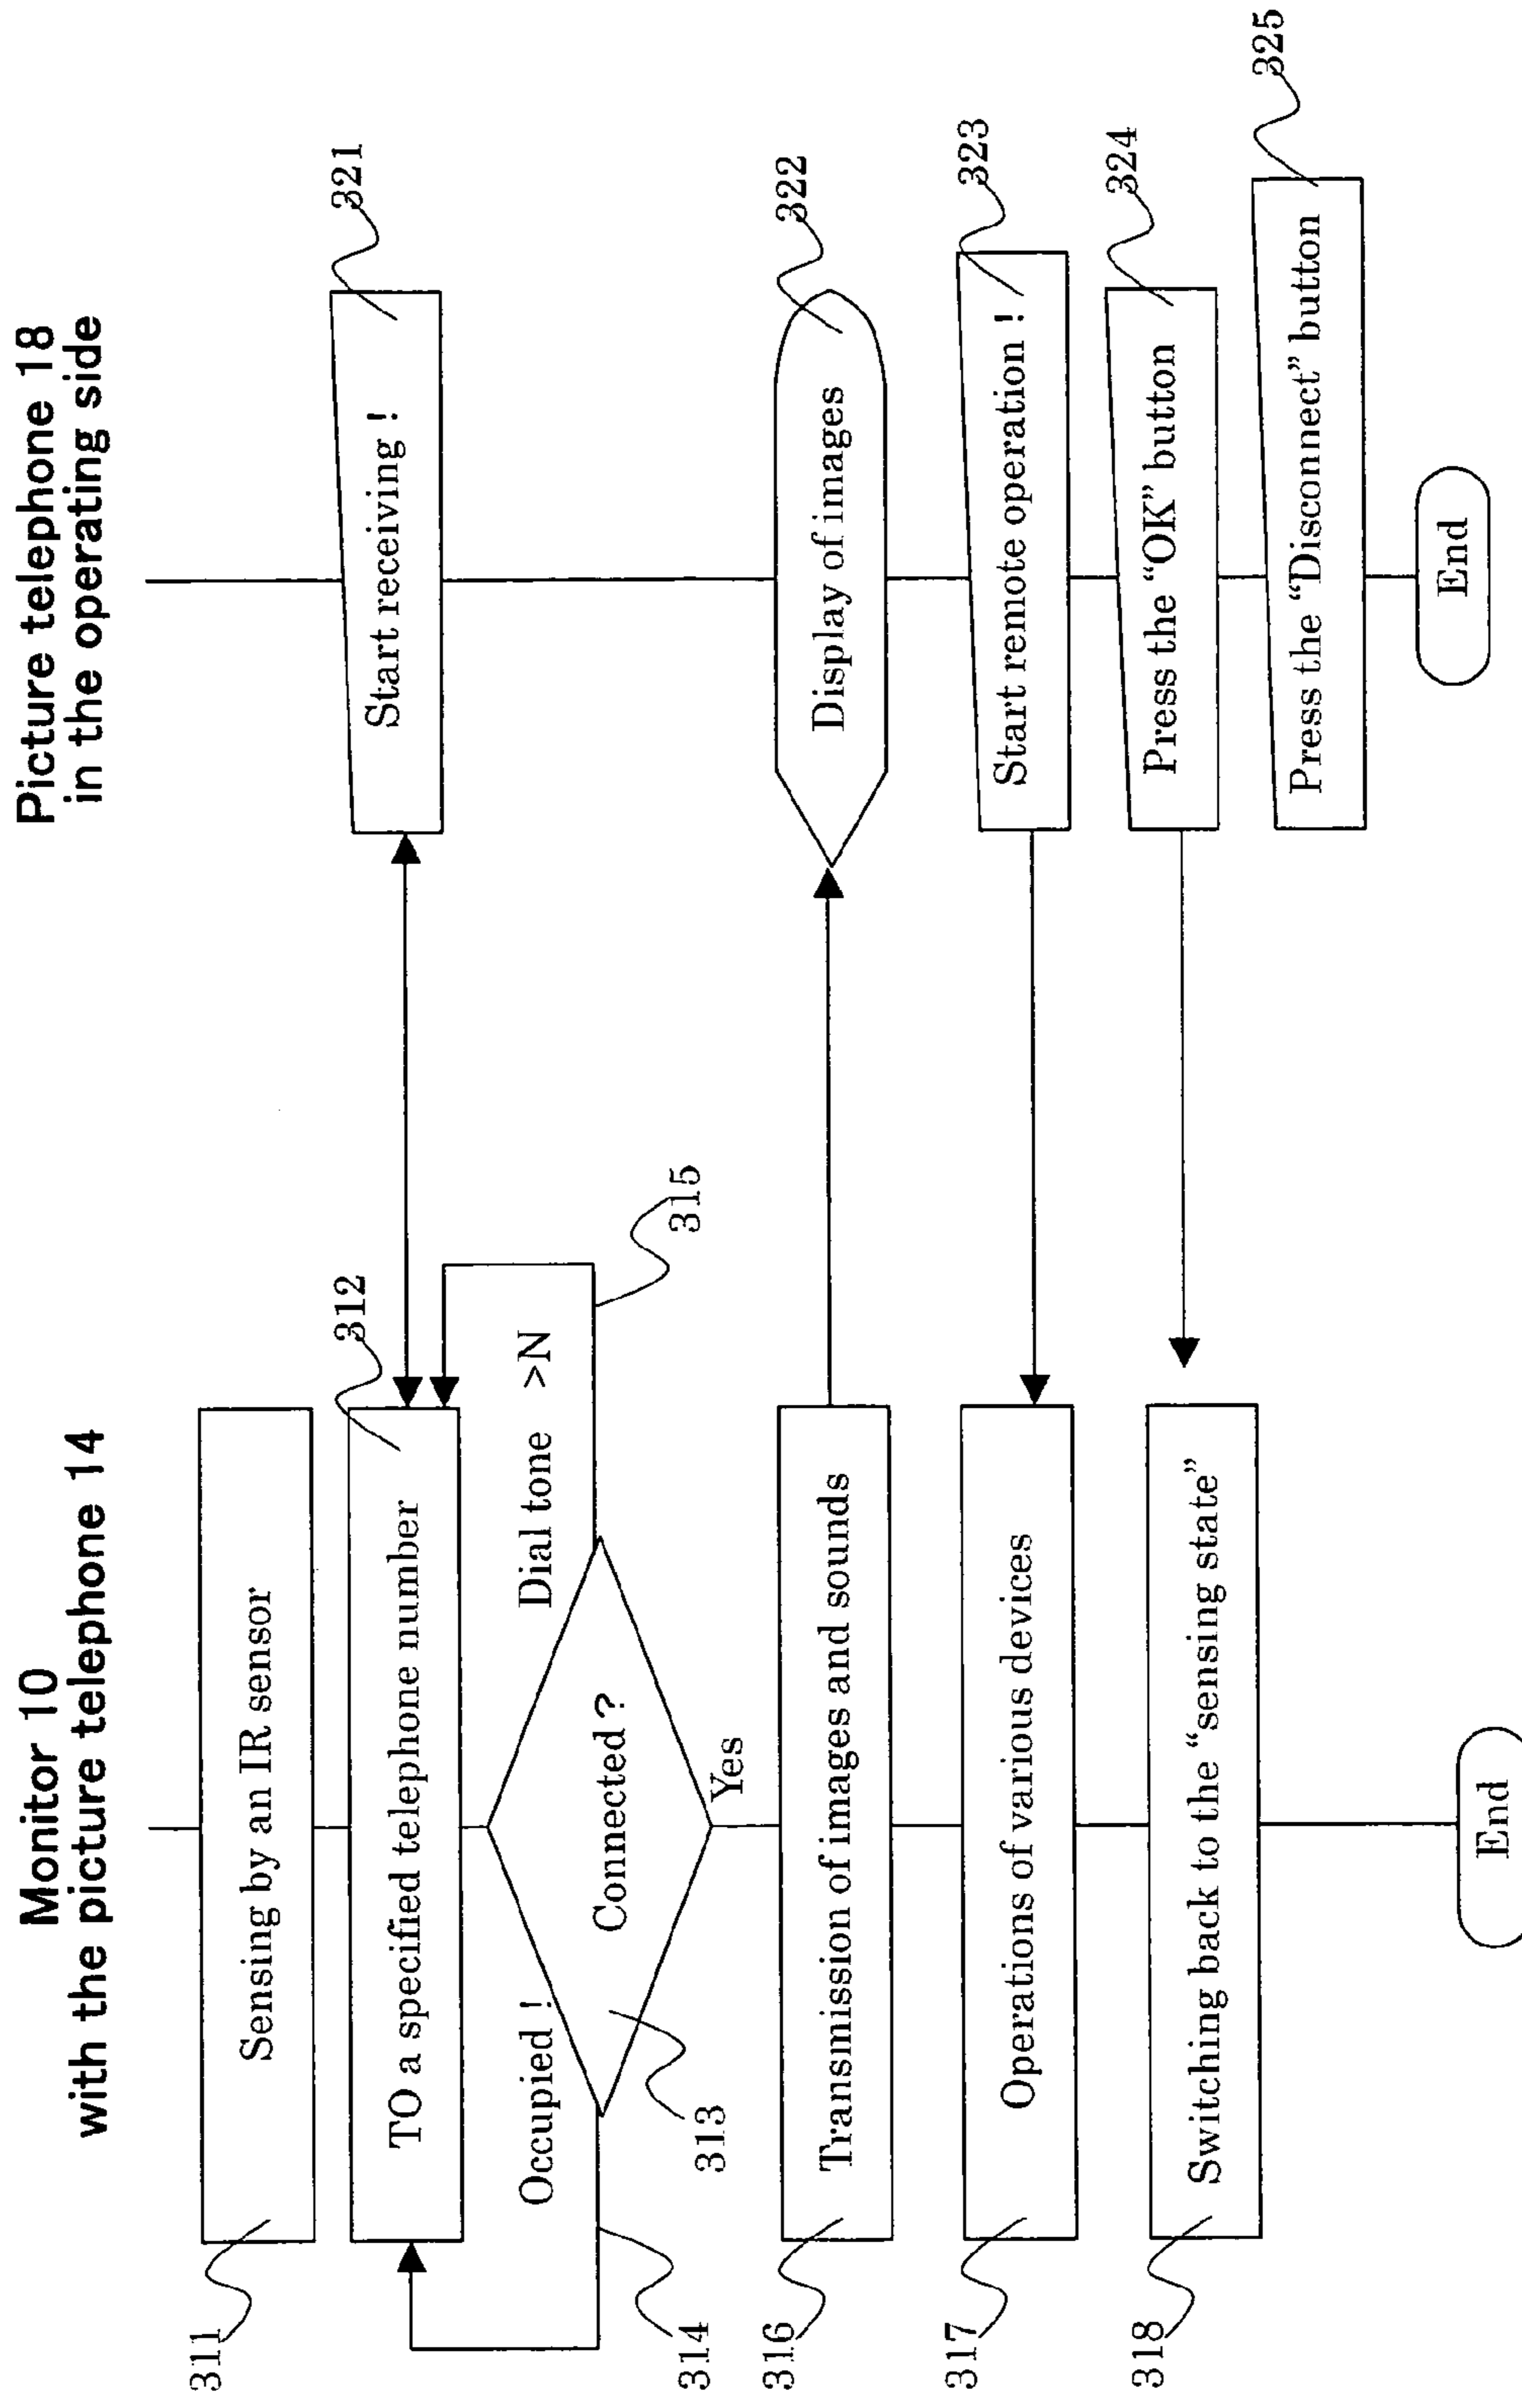 Monitor 10
with the picture telephone 14
Picture telephone 18
in the operating side
311
Sensing by an IR sensor
312
TO a specified telephone number
321
Start receiving !
Occupied !
Dial tone >N
Connected ?
313
314
315
Yes
316
Transmission of images and sounds
322
Display of images
317
Operations of various devices
323
Start remote operation !
318
Switching back to the “sensing state”
324
Press the “OK” button
325
Press the “Disconnect” button
End
End